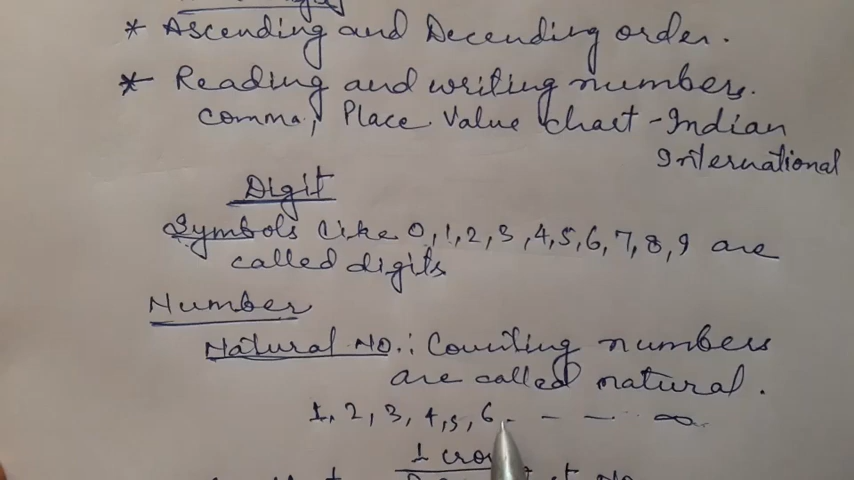 * Ascending and Decending order.
* Reading and writing numbers.
comma, Place Value chart - Indian
International
Digit
Symbols like 0, 1, 2, 3, 4, 5, 6, 7, 8, 9 are
called digits
Number
Natural No.: Counting numbers
are called natural.
1, 2, 3, 4, 5, 6 - - - ∞
1 cro